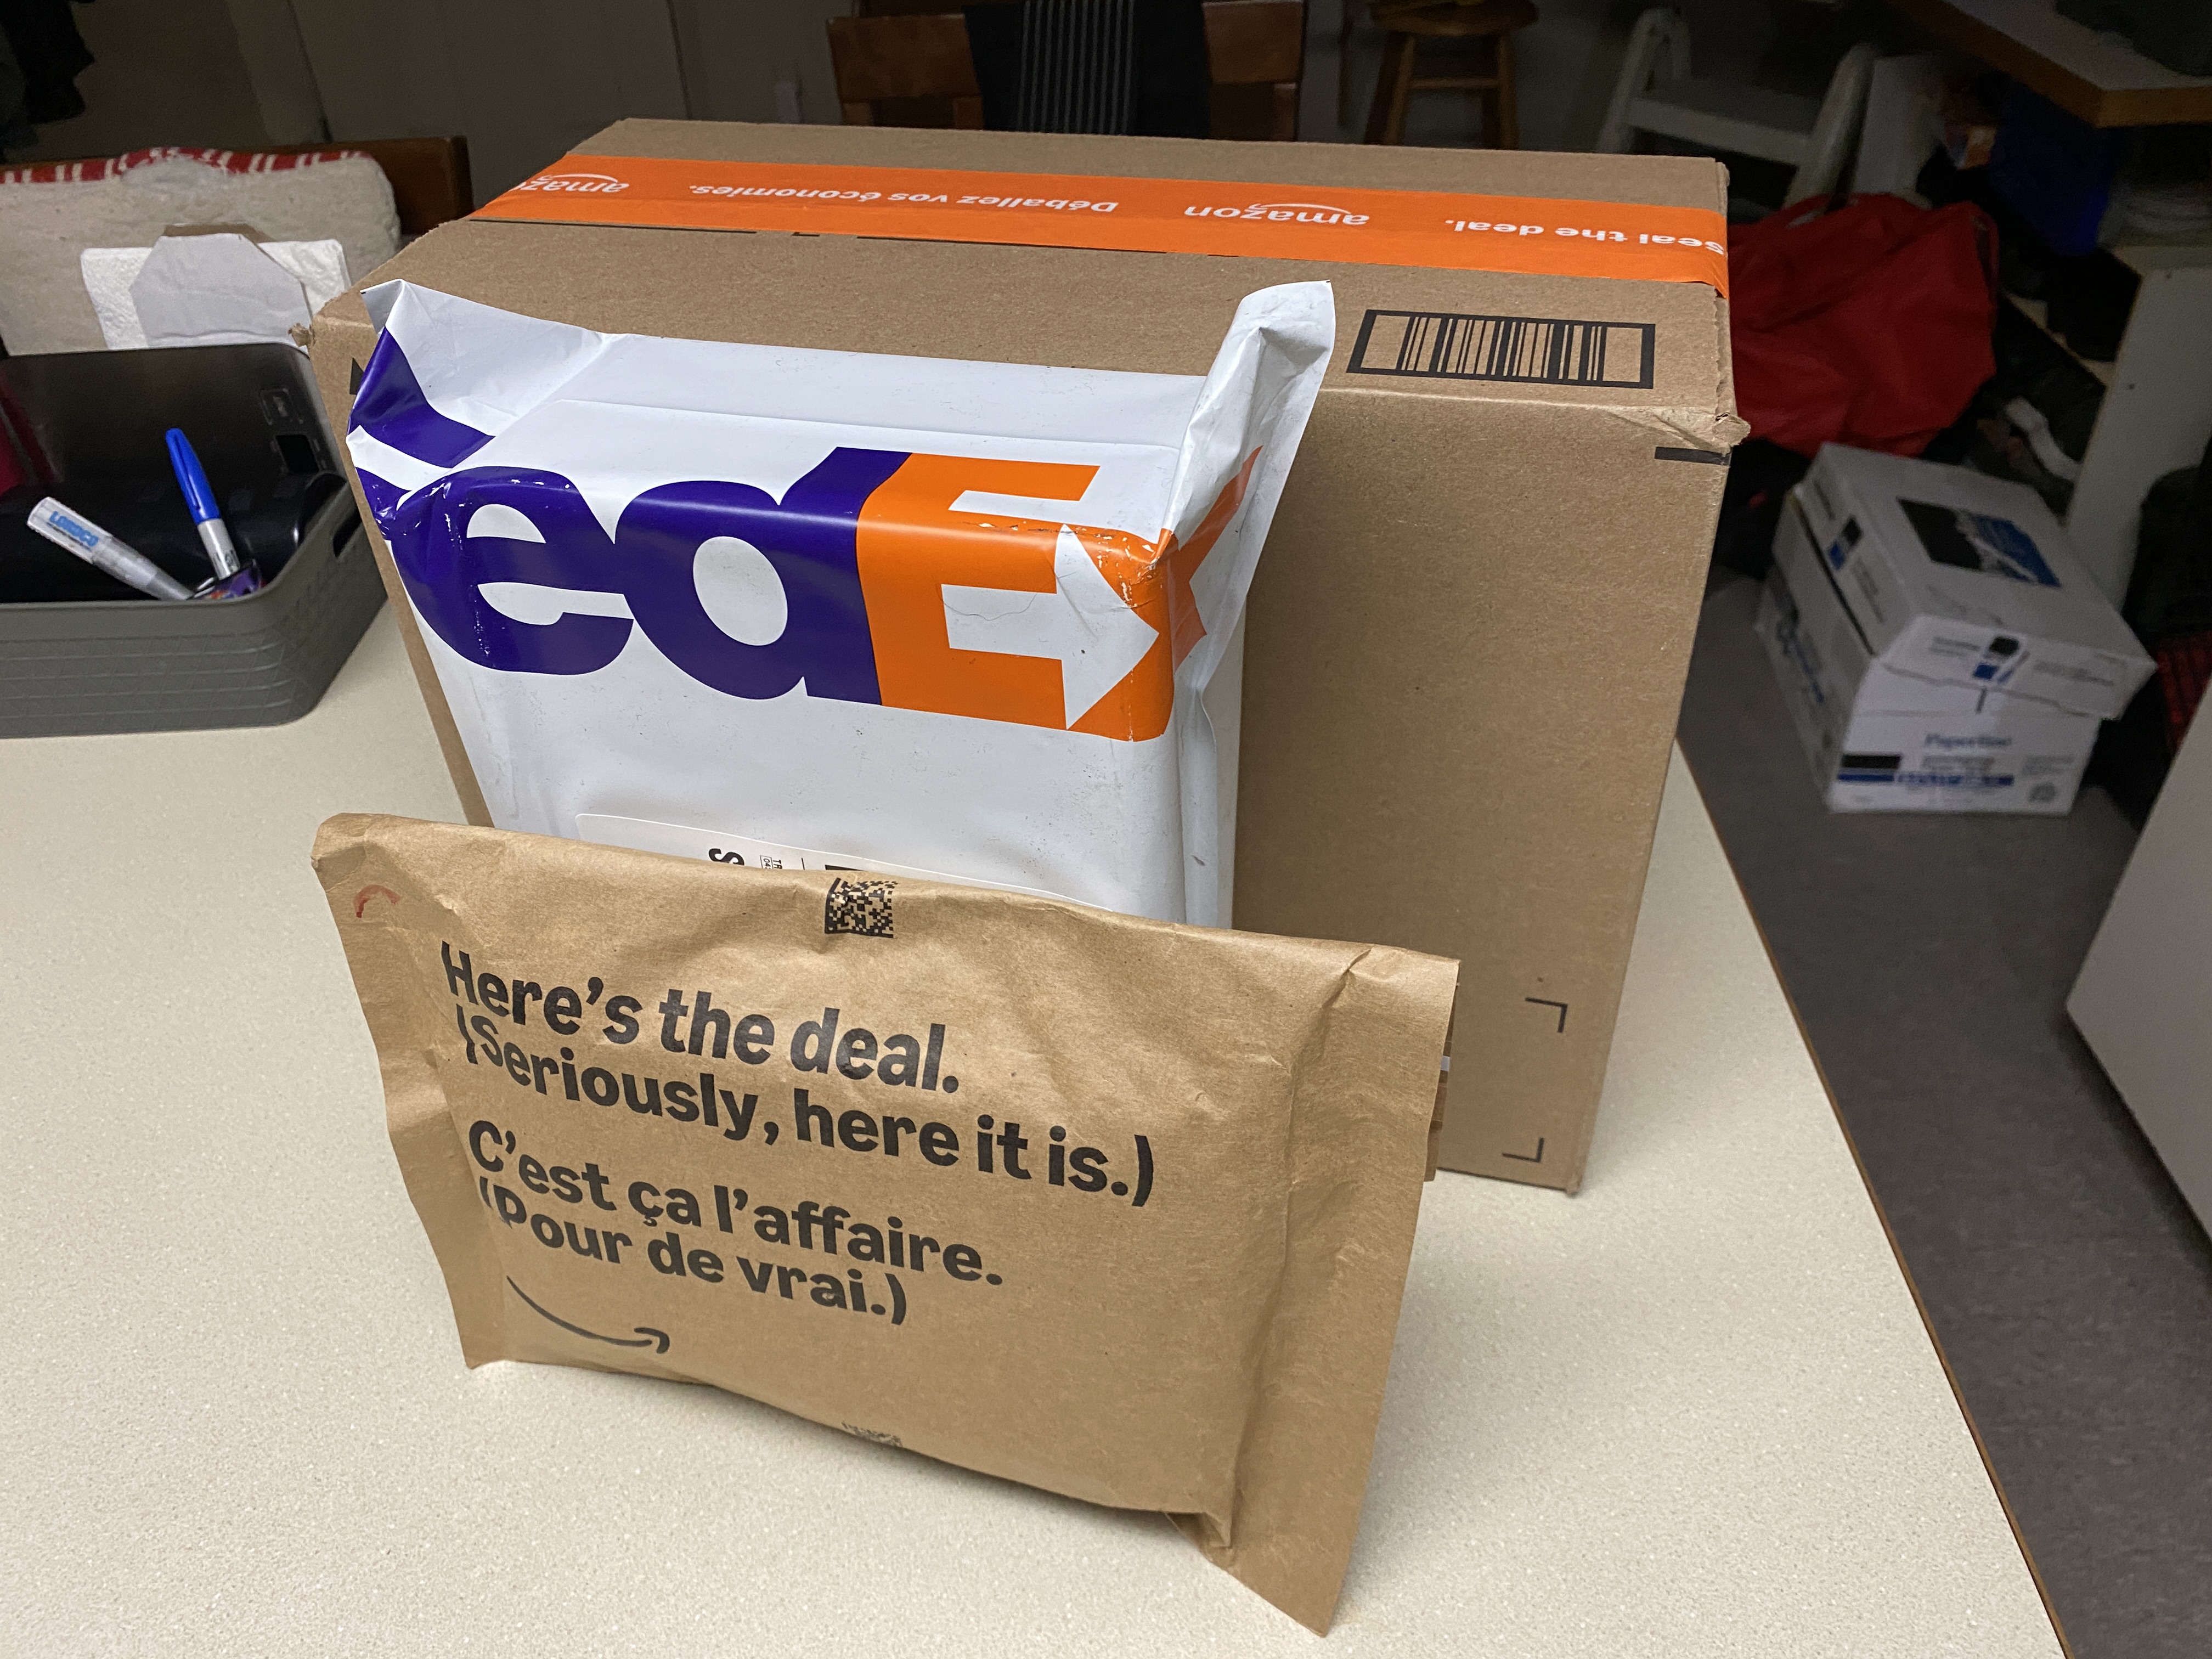 amazon
Déballez vos économies.
amazon
Seal the deal.
FedEx
Here's the deal.
(Seriously, here it is.)
C'est ça l'affaire.
(Pour de vrai.)